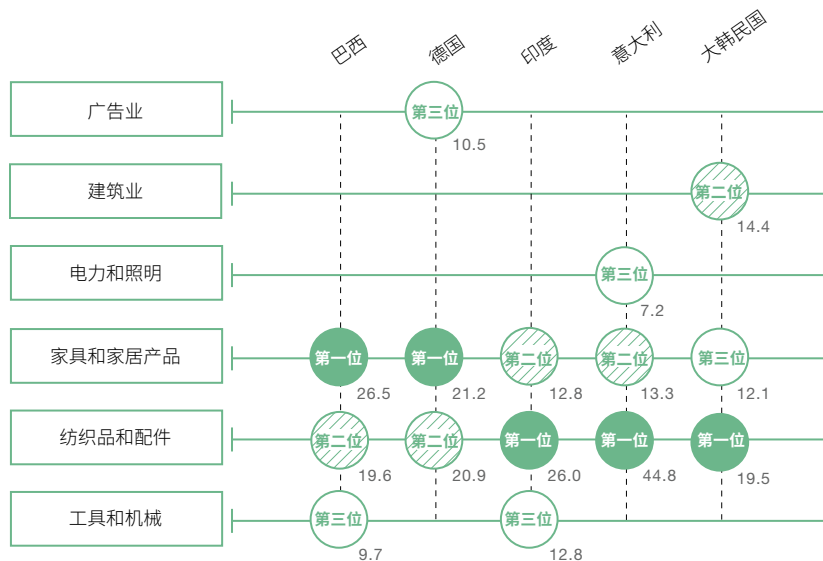 巴西
德国
印度
意大利
大韩民国
广告业
第三位
10.5
建筑业
第二位
14.4
电力和照明
第三位
7.2
家具和家居产品
第一位
第一位
第二位
第二位
第三位
26.5
21.2
12.8
13.3
12.1
纺织品和配件
第二位
第二位
第一位
第一位
第一位
19.6
20.9
26.0
44.8
19.5
工具和机械
第三位
第三位
9.7
12.8